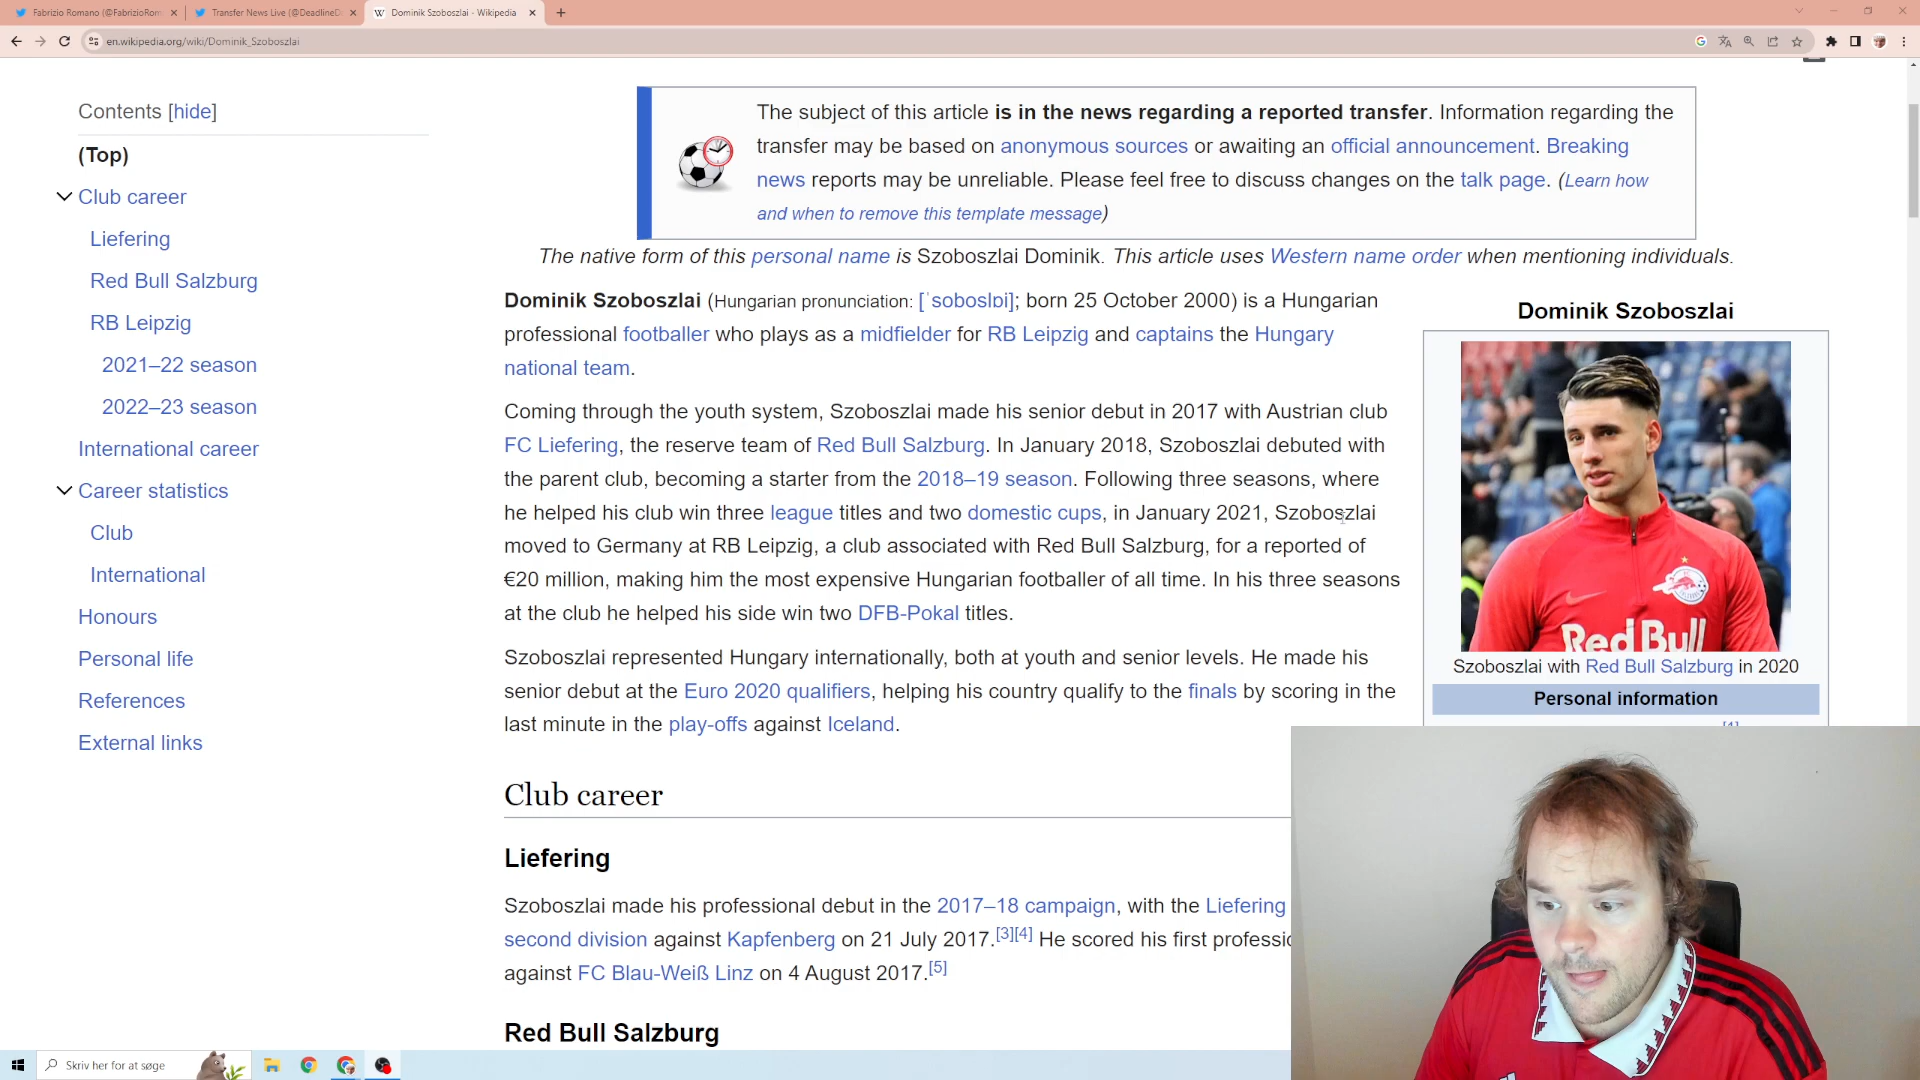 Fabrizio Romano (@FabrizioRom
Transfer News Live (@DeadlineD
Dominik Szoboszlai - Wikipedia
en.wikipedia.org/wiki/Dominik_Szoboszlai
Contents [hide]
(Top)
Club career
Liefering
Red Bull Salzburg
RB Leipzig
2021–22 season
2022–23 season
International career
Career statistics
Club
International
Honours
Personal life
References
External links
The subject of this article is in the news regarding a reported transfer. Information regarding the
transfer may be based on anonymous sources or awaiting an official announcement. Breaking
news reports may be unreliable. Please feel free to discuss changes on the talk page. (Learn how
and when to remove this template message)
The native form of this personal name is Szoboszlai Dominik. This article uses Western name order when mentioning individuals.
Dominik Szoboszlai (Hungarian pronunciation: [ˈsoboslɒi]; born 25 October 2000) is a Hungarian
professional footballer who plays as a midfielder for RB Leipzig and captains the Hungary
national team.
Coming through the youth system, Szoboszlai made his senior debut in 2017 with Austrian club
FC Liefering, the reserve team of Red Bull Salzburg. In January 2018, Szoboszlai debuted with
the parent club, becoming a starter from the 2018–19 season. Following three seasons, where
he helped his club win three league titles and two domestic cups, in January 2021, Szoboszlai
moved to Germany at RB Leipzig, a club associated with Red Bull Salzburg, for a reported of
€20 million, making him the most expensive Hungarian footballer of all time. In his three seasons
at the club he helped his side win two DFB-Pokal titles.
Szoboszlai represented Hungary internationally, both at youth and senior levels. He made his
senior debut at the Euro 2020 qualifiers, helping his country qualify to the finals by scoring in the
last minute in the play-offs against Iceland.
Club career
Liefering
Szoboszlai made his professional debut in the 2017–18 campaign, with the Liefering
second division against Kapfenberg on 21 July 2017.[3][4] He scored his first professi
against FC Blau-Weiß Linz on 4 August 2017.[5]
Red Bull Salzburg
Dominik Szoboszlai
Red Bull
Szoboszlai with Red Bull Salzburg in 2020
Personal information
Skriv her for at søge